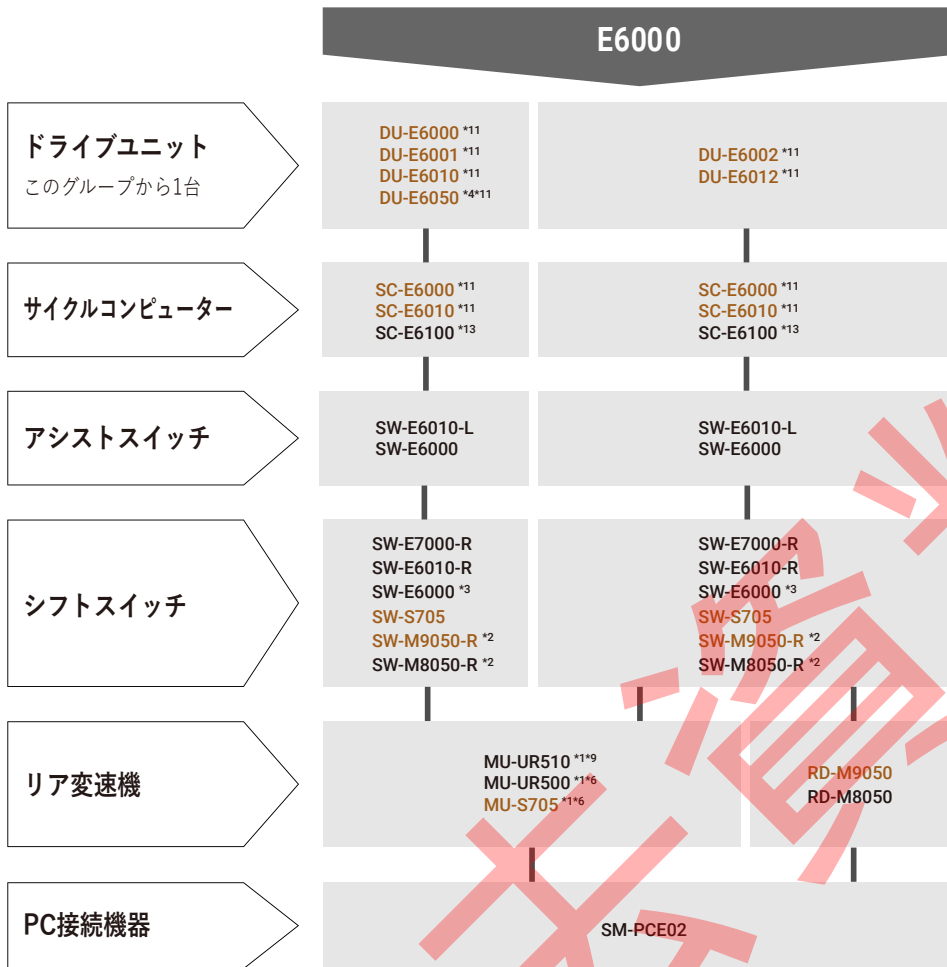 E6000
ドライブユニット
このグループから1台
DU-E6000 *11
DU-E6001 *11
DU-E6010 *11
DU-E6050 *4*11
DU-E6002 *11
DU-E6012 *11
サイクルコンピューター
SC-E6000 *11
SC-E6010 *11
SC-E6100 *13
SC-E6000 *11
SC-E6010 *11
SC-E6100 *13
アシストスイッチ
SW-E6010-L
SW-E6000
SW-E6010-L
SW-E6000
シフトスイッチ
SW-E7000-R
SW-E6010-R
SW-E6000 *3
SW-S705
SW-M9050-R *2
SW-M8050-R *2
SW-E7000-R
SW-E6010-R
SW-E6000 *3
SW-S705
SW-M9050-R *2
SW-M8050-R *2
リア変速機
MU-UR510 *1*9
MU-UR500 *1*6
MU-S705 *1*6
RD-M9050
RD-M8050
PC接続機器
SM-PCE02